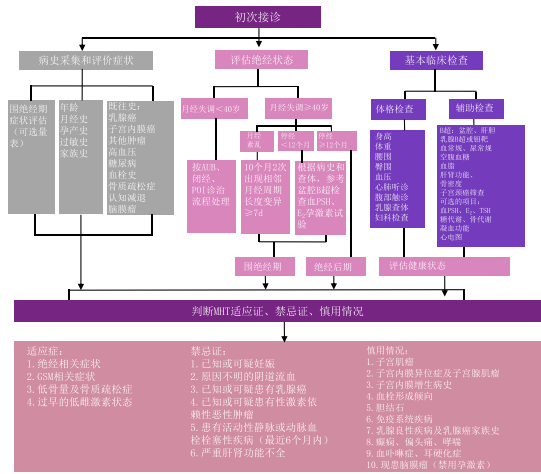 初次接诊
病史采集和评价症状
评估绝经状态
基本临床检查
围绝经期
症状评估
(可选量
表)
年龄
月经史
孕产史
过敏史
家族史
既往史:
乳腺癌
子宫内膜癌
其他肿瘤
高血压
糖尿病
血栓史
骨质疏松症
认知减退
脑膜瘤
月经失调<40岁
月经失调≥40岁
月经
紊乱
停经
<12个月
停经
≥12个月
按AUB、
闭经、
POI诊治
流程处理
10个月2次
出现相邻
月经周期
长度变异
≥7d
根据病史和
查体,参考
盆腔B超检
查血FSH、
E₂孕激素试
验
围绝经期
绝经后期
体格检查
辅助检查
身高
体重
腰围
臀围
血压
心肺听诊
腹部触诊
乳腺查体
妇科检查
B超:盆腔、肝胆
乳腺B超或钼靶
血常规、尿常规
空腹血糖
血脂
肝肾功能、
骨密度
子宫颈癌筛查
可选的项目:
血FSH、E₂、TSH
糖代谢、骨代谢
凝血功能
心电图
评估健康状态
判断MHT适应证、禁忌证、慎用情况
适应症:
1.绝经相关症状
2.GSM相关症状
3.低骨量及骨质疏松症
4.过早的低雌激素状态
禁忌证:
1.已知或可疑妊娠
2.原因不明的阴道流血
3.已知或可疑患有乳腺癌
4.已知或可疑患有性激素依
赖性恶性肿瘤
5.患有活动性静脉或动脉血
栓栓塞性疾病(最近6个月内)
6.严重肝肾功能不全
慎用情况:
1.子宫肌瘤
2.子宫内膜异位症及子宫腺肌瘤
3.子宫内膜增生病史
4.血栓形成倾向
5.胆结石
6.免疫系统疾病
7.乳腺良性疾病及乳腺癌家族史
8.癫痫、偏头痛、哮喘
9.血卟啉症、耳硬化症
10.现患脑膜瘤(禁用孕激素)